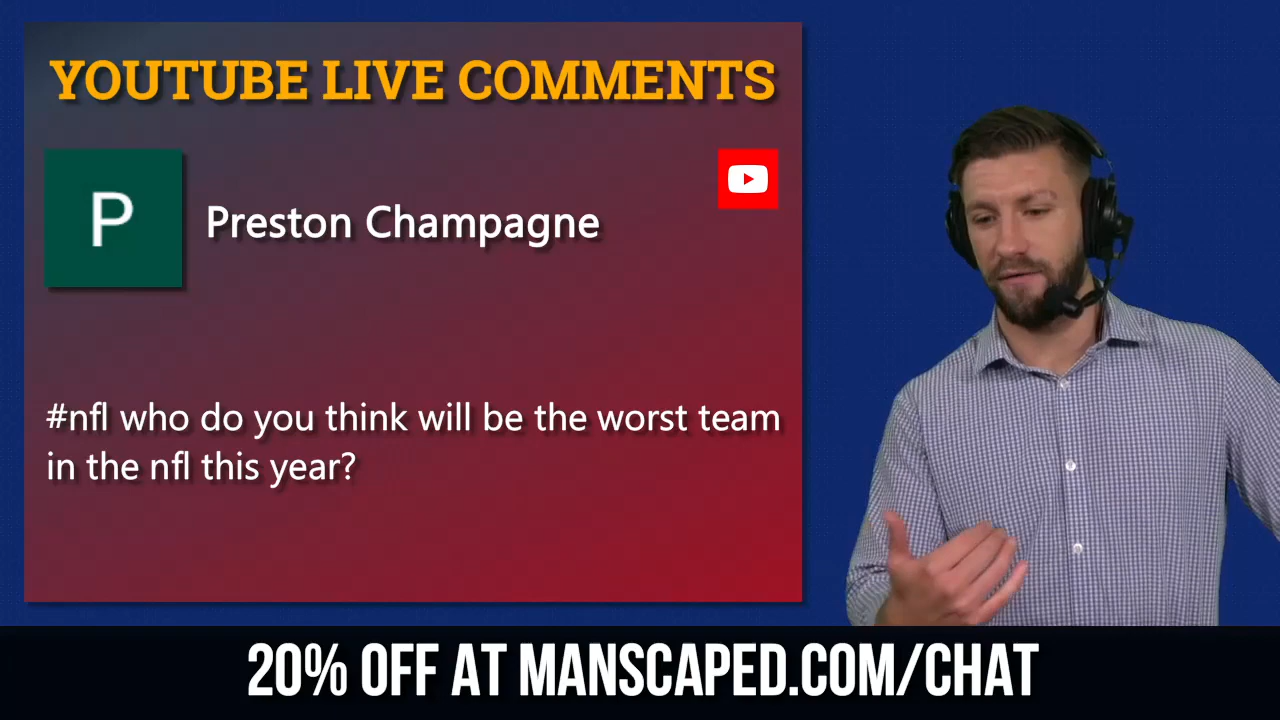 YOUTUBE LIVE COMMENTS
P
Preston Champagne
#nfl who do you think will be the worst team
in the nfl this year?
20% OFF AT MANSCAPED.COM/CHAT